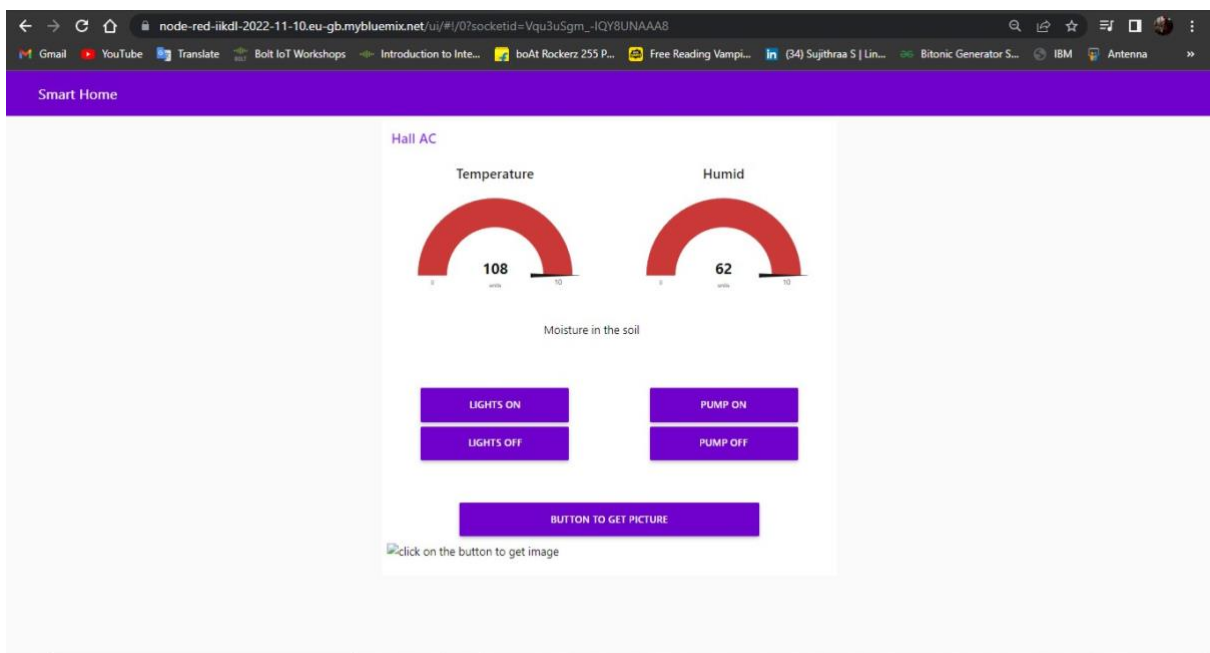 node-red-iikdl-2022-11-10.eu-gb.mybluemix.net/ui/#!/0?socketid=Vqu3uSgm_-IQY8UNAAA8
Gmail YouTube Translate Bolt IoT Workshops Introduction to Inte... boAt Rockerz 255 P... Free Reading Vampi... (34) Sujithraa S | Lin... Bitonic Generator S... IBM Antenna »
Smart Home
Hall AC
Temperature Humid
108 62
0 units 10 0 units 10
Moisture in the soil
LIGHTS ON PUMP ON
LIGHTS OFF PUMP OFF
BUTTON TO GET PICTURE
click on the button to get image